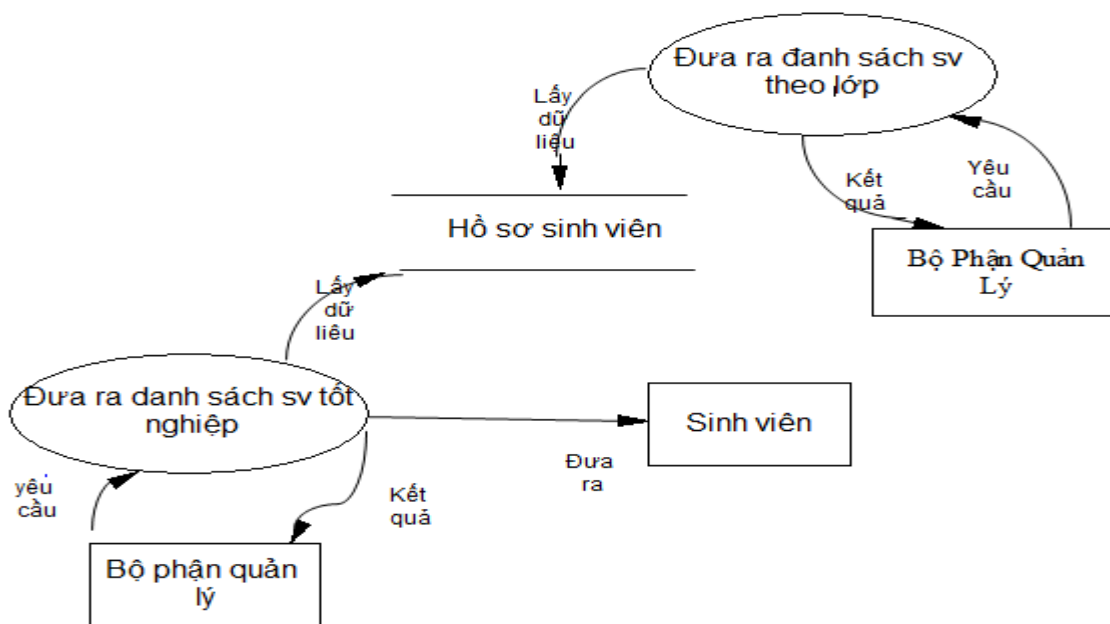 Đưa ra đanh sách sv
theo lớp
Lấy
dữ
liệu
Kết
quả
Yêu
cầu
Hồ sơ sinh viên
Bộ Phận Quản
Lý
Lấy
dữ
liêu
Đưa ra danh sách sv tốt
nghiệp
Sinh viên
Đưa
ra
yêu
cầu
Kết
quả
Bộ phận quản
lý